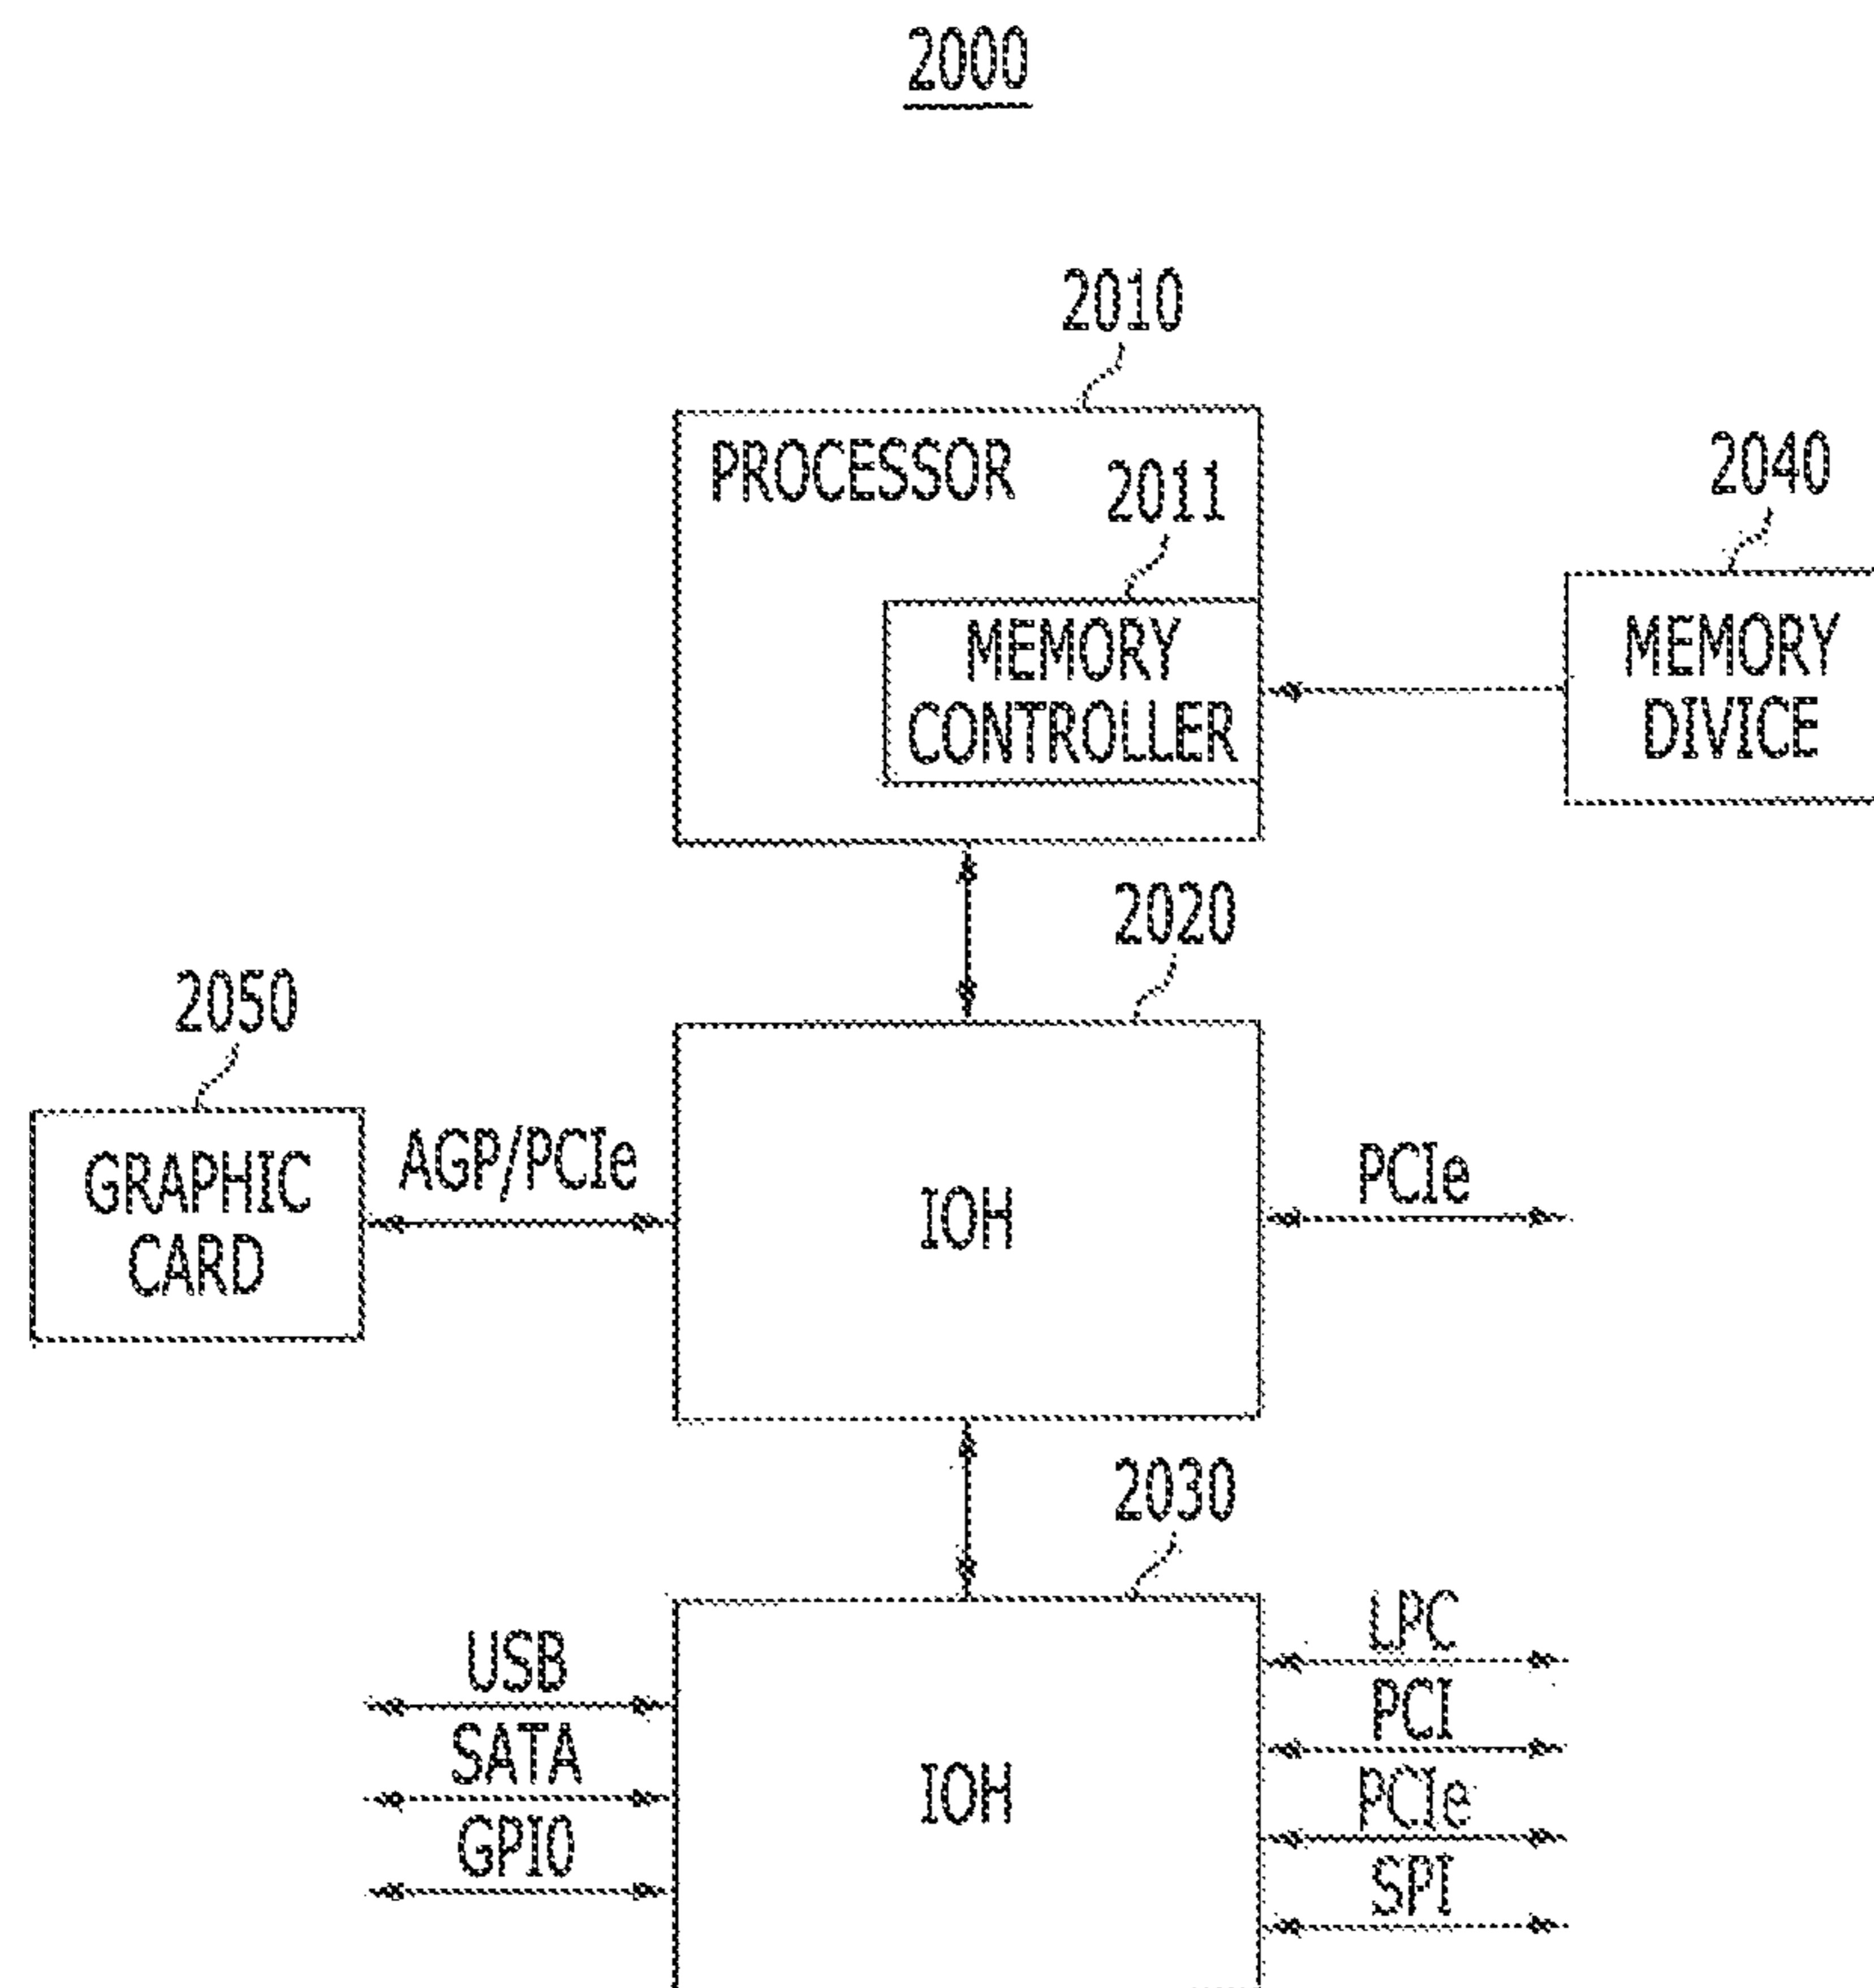 2000
2010
PROCESSOR
2011
2040
MEMORY
CONTROLLER
MEMORY
DIVICE
2020
2050
GRAPHIC
CARD
AGP/PCIe
IOH
PCIe
2030
USB
SATA
GPIO
IOH
LPC
PCI
PCIe
SPI